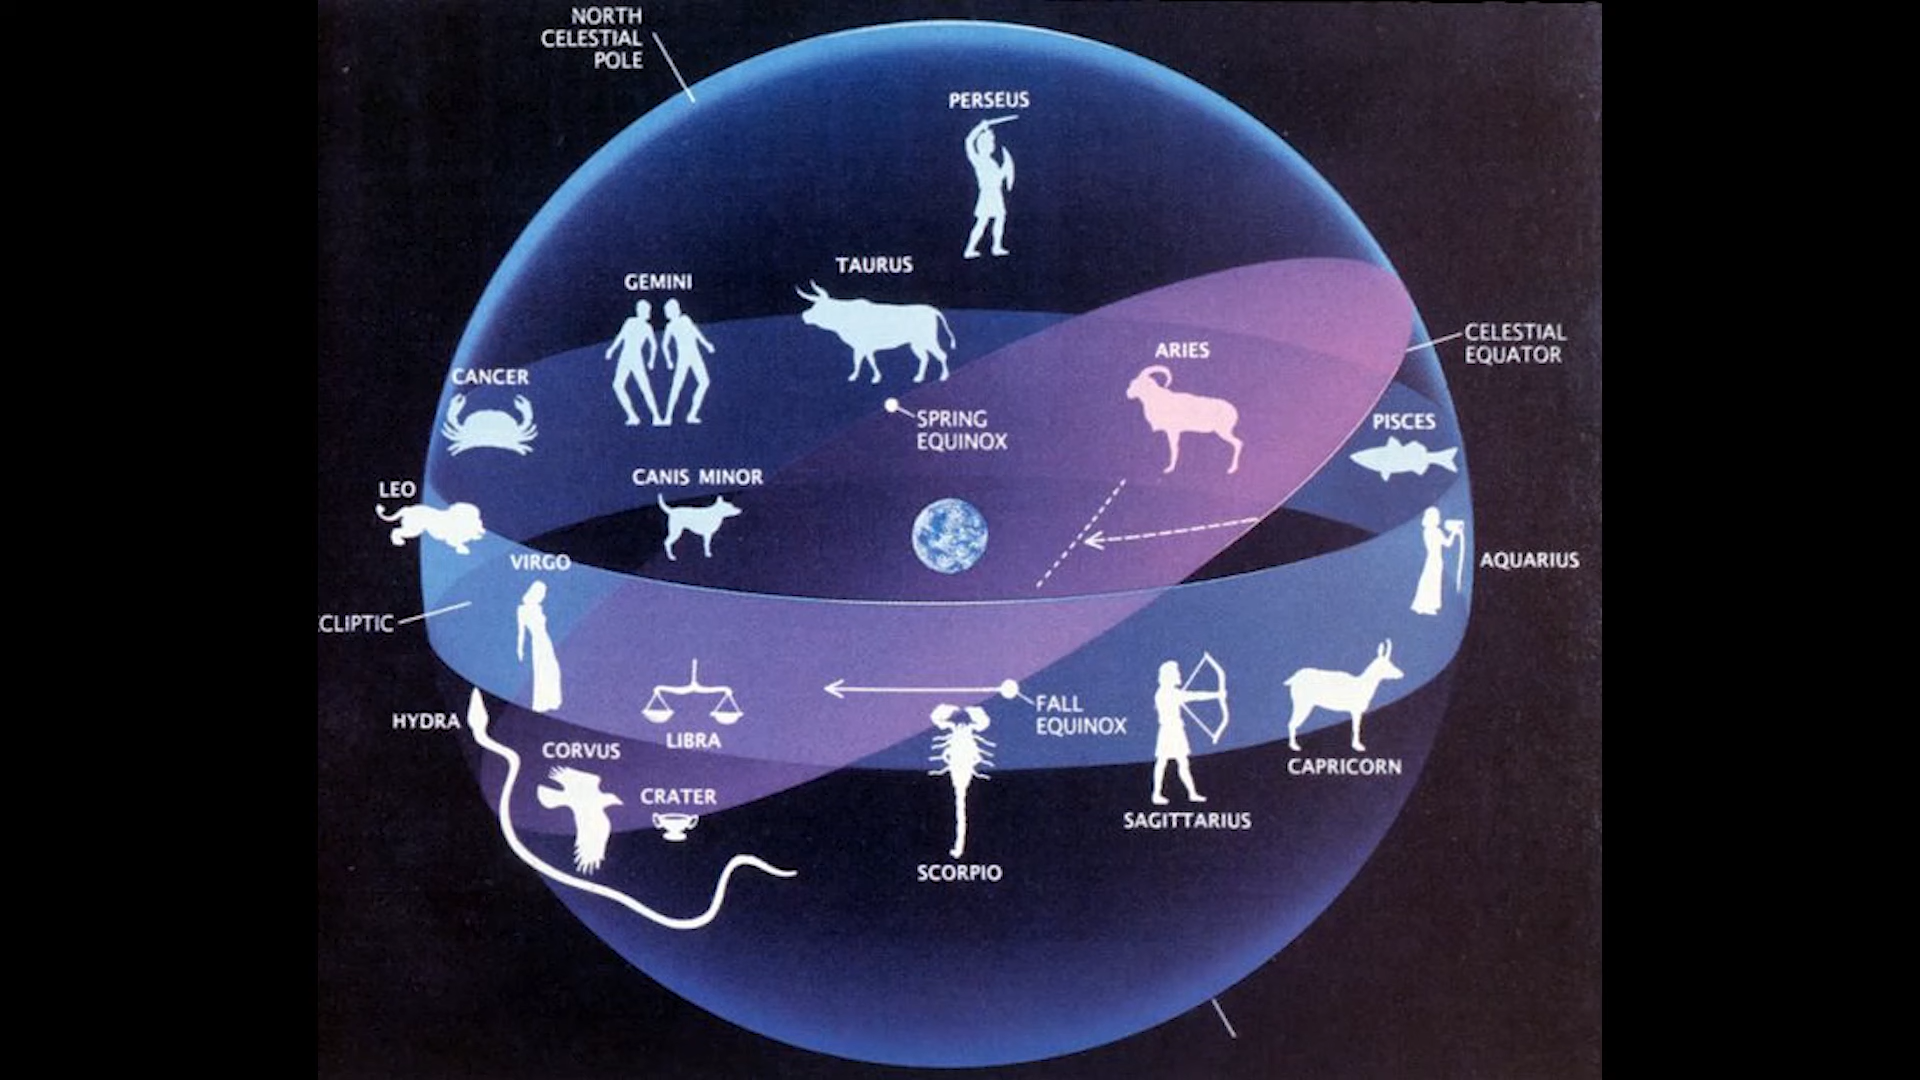 NORTH
CELESTIAL
POLE
PERSEUS
TAURUS
GEMINI
CELESTIAL
EQUATOR
ARIES
CANCER
SPRING
EQUINOX
PISCES
CANIS MINOR
LEO
VIRGO
AQUARIUS
CLIPTIC
FALL
EQUINOX
HYDRA
LIBRA
CORVUS
CAPRICORN
CRATER
SAGITTARIUS
SCORPIO